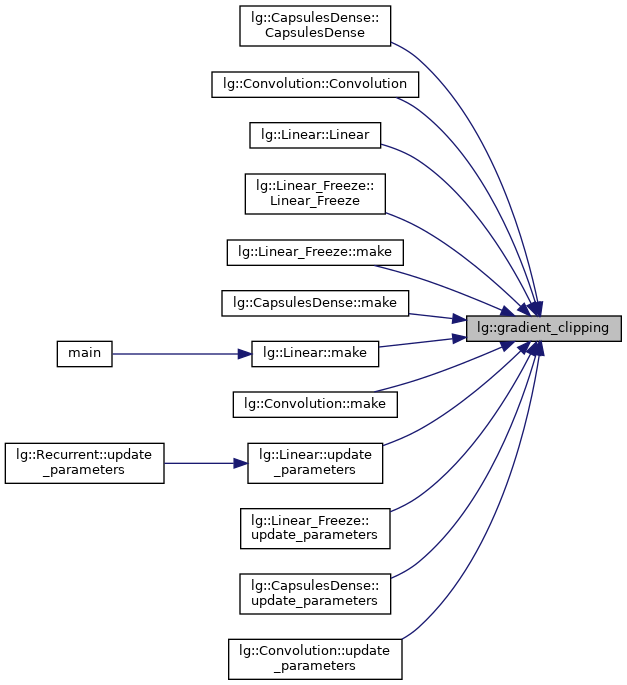 lg::CapsulesDense::
CapsulesDense
lg::Convolution::Convolution
lg::Linear::Linear
lg::Linear_Freeze::
Linear_Freeze
lg::Linear_Freeze::make
lg::CapsulesDense::make
lg::gradient_clipping
main
lg::Linear::make
lg::Convolution::make
lg::Recurrent::update
_parameters
lg::Linear::update
_parameters
lg::Linear_Freeze::
update_parameters
lg::CapsulesDense::
update_parameters
lg::Convolution::update
_parameters